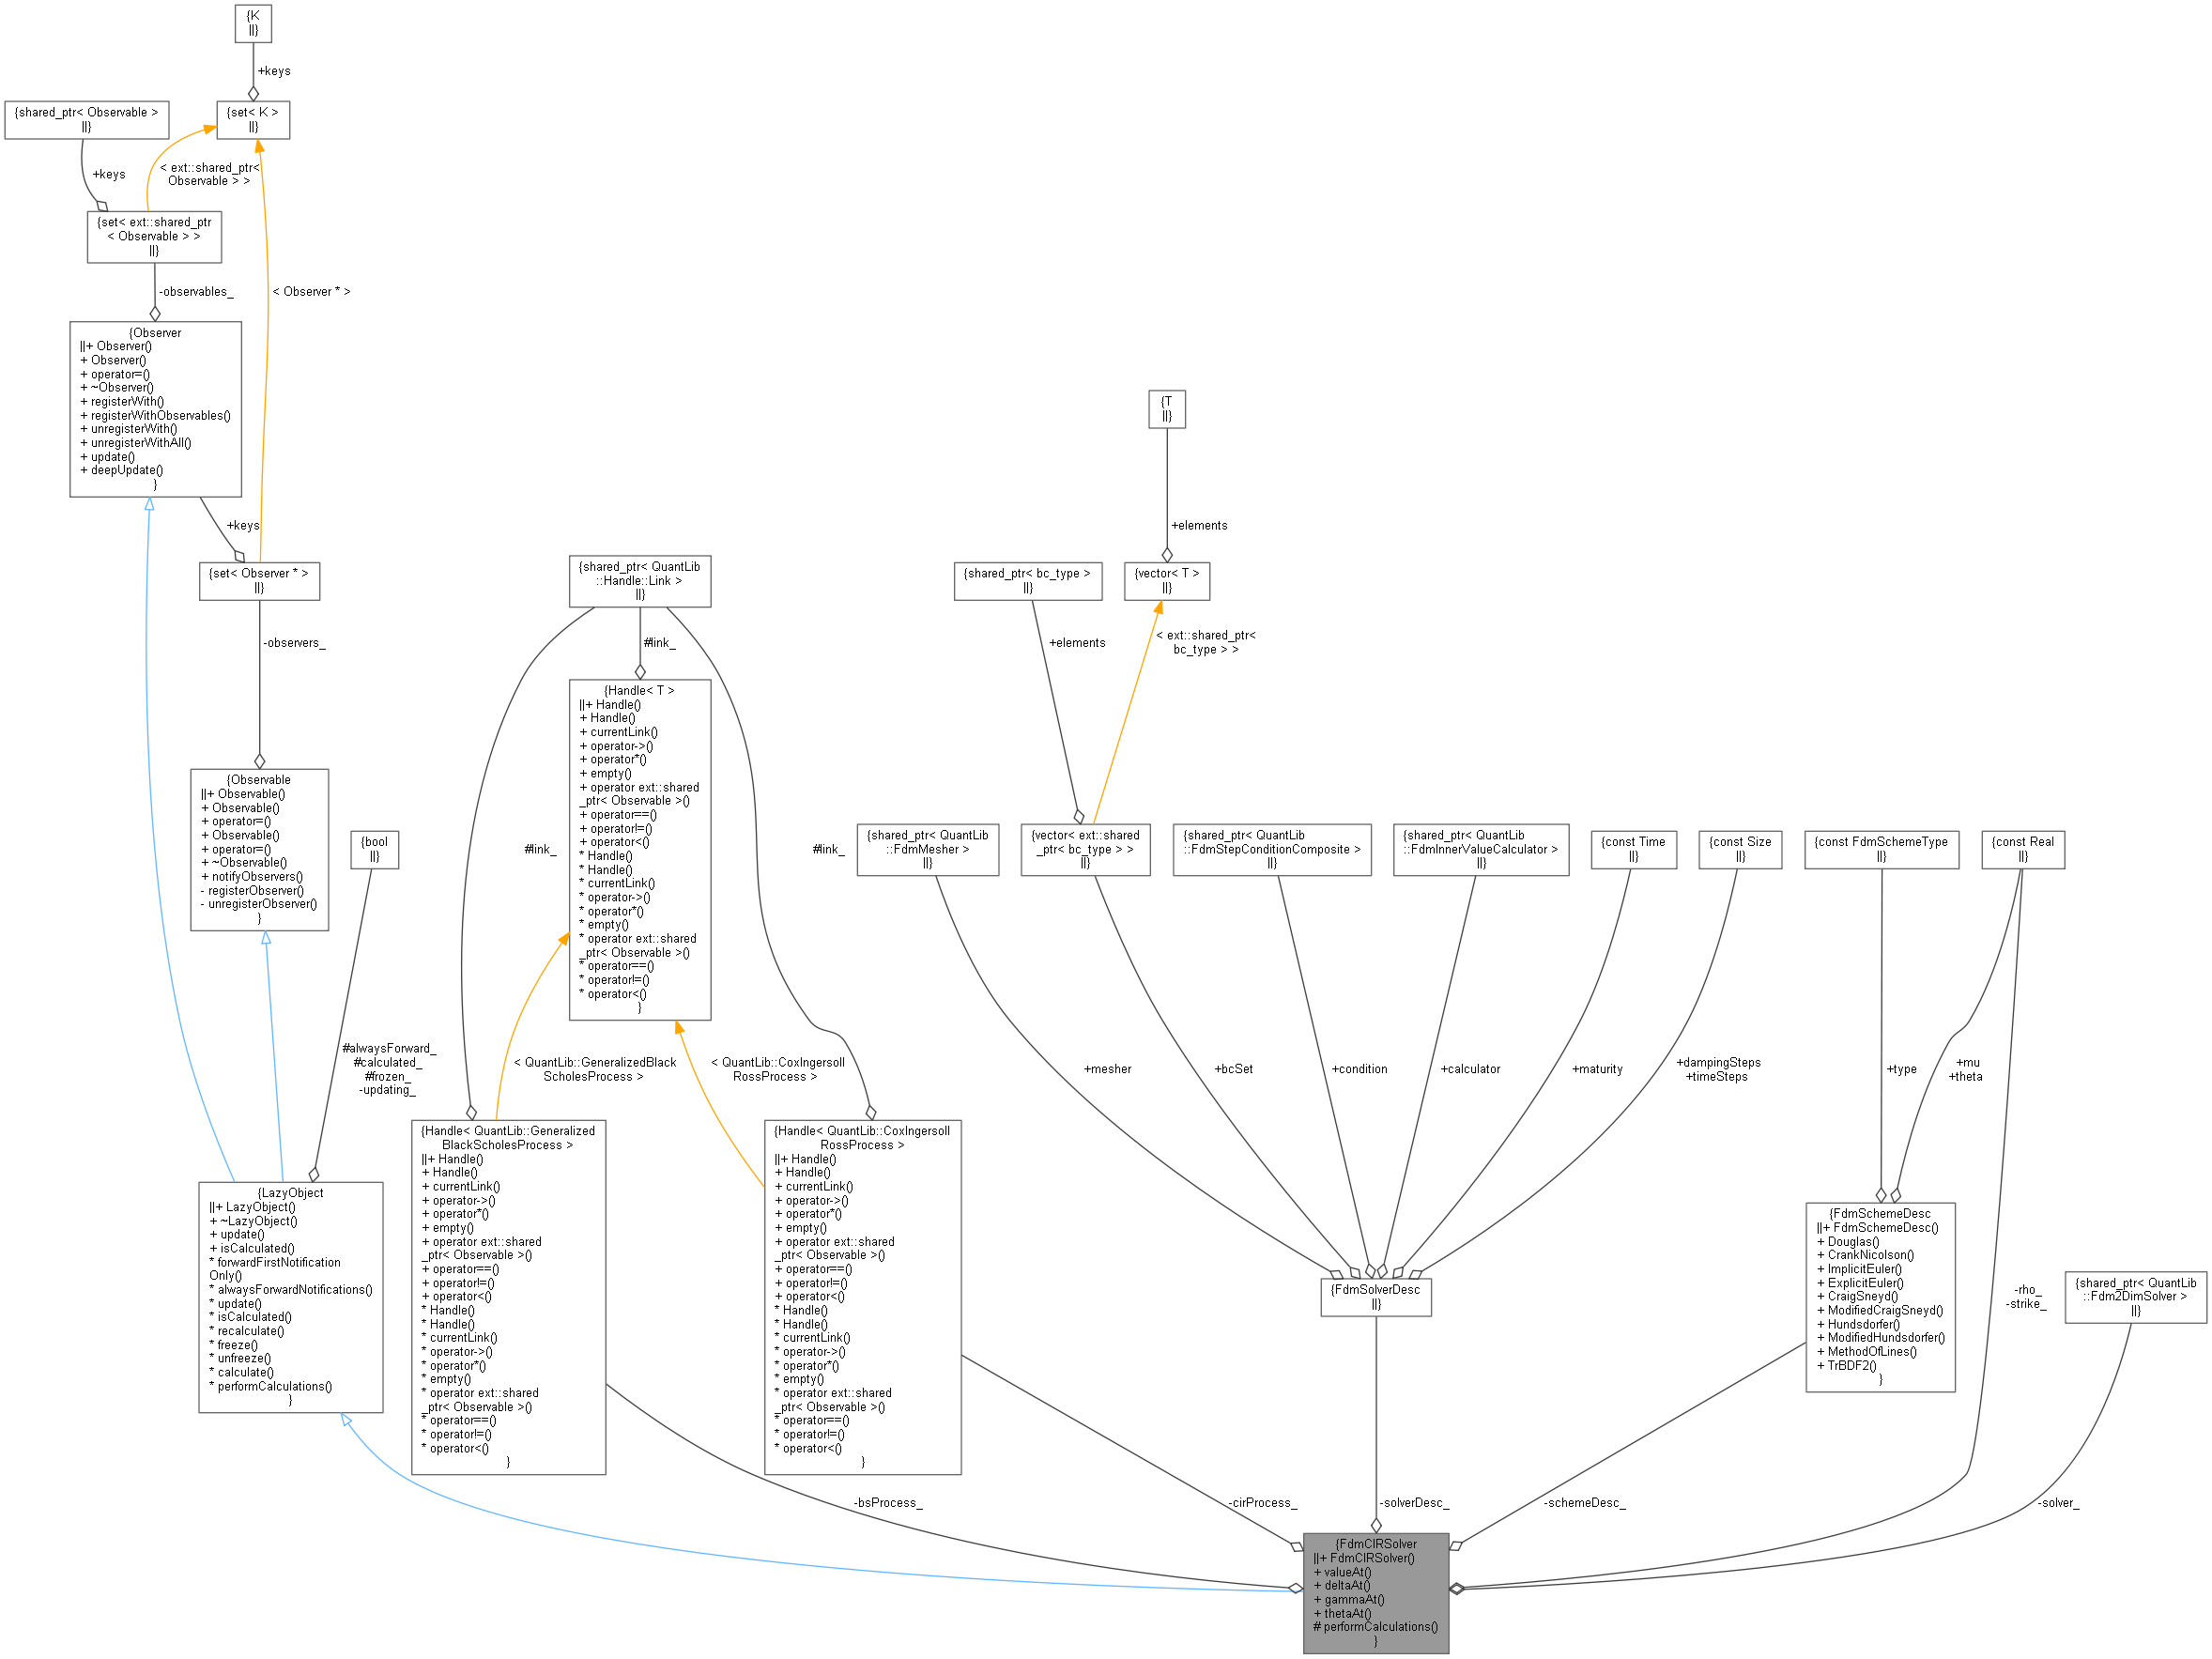 {K
||}
+keys
{shared_ptr< Observable >
||}
{set< K >
||}
+keys
< ext::shared_ptr<
Observable > >
{set< ext::shared_ptr
< Observable > >
||}
-observables_
< Observer * >
{Observer
||+ Observer()
+ Observer()
+ operator=()
+ ~Observer()
+ registerWith()
+ registerWithObservables()
+ unregisterWith()
+ unregisterWithAll()
+ update()
+ deepUpdate()
}
+keys
{set< Observer * >
||}
-observers_
{Observable
||+ Observable()
+ Observable()
+ operator=()
+ Observable()
+ operator=()
+ ~Observable()
+ notifyObservers()
- registerObserver()
- unregisterObserver()
}
{bool
||}
#alwaysForward_
#calculated_
#frozen_
-updating_
{LazyObject
||+ LazyObject()
+ ~LazyObject()
+ update()
+ isCalculated()
* forwardFirstNotification
Only()
* alwaysForwardNotifications()
* update()
* isCalculated()
* recalculate()
* freeze()
* unfreeze()
* calculate()
* performCalculations()
}
{shared_ptr< QuantLib
::Handle::Link >
||}
#link_
#link_
#link_
{Handle< T >
||+ Handle()
+ Handle()
+ currentLink()
+ operator->()
+ operator*()
+ empty()
+ operator ext::shared
_ptr< Observable >()
+ operator==()
+ operator!=()
+ operator<()
* Handle()
* Handle()
* currentLink()
* operator->()
* operator*()
* empty()
* operator ext::shared
_ptr< Observable >()
* operator==()
* operator!=()
* operator<()
}
< QuantLib::GeneralizedBlack
ScholesProcess >
< QuantLib::CoxIngersoll
RossProcess >
{Handle< QuantLib::Generalized
BlackScholesProcess >
||+ Handle()
+ Handle()
+ currentLink()
+ operator->()
+ operator*()
+ empty()
+ operator ext::shared
_ptr< Observable >()
+ operator==()
+ operator!=()
+ operator<()
* Handle()
* Handle()
* currentLink()
* operator->()
* operator*()
* empty()
* operator ext::shared
_ptr< Observable >()
* operator==()
* operator!=()
* operator<()
}
{Handle< QuantLib::CoxIngersoll
RossProcess >
||+ Handle()
+ Handle()
+ currentLink()
+ operator->()
+ operator*()
+ empty()
+ operator ext::shared
_ptr< Observable >()
+ operator==()
+ operator!=()
+ operator<()
* Handle()
* Handle()
* currentLink()
* operator->()
* operator*()
* empty()
* operator ext::shared
_ptr< Observable >()
* operator==()
* operator!=()
* operator<()
}
{T
||}
+elements
{shared_ptr< bc_type >
||}
{vector< T >
||}
+elements
< ext::shared_ptr<
bc_type > >
{shared_ptr< QuantLib
::FdmMesher >
||}
{vector< ext::shared
_ptr< bc_type > >
||}
{shared_ptr< QuantLib
::FdmStepConditionComposite >
||}
{shared_ptr< QuantLib
::FdmInnerValueCalculator >
||}
{const Time
||}
{const Size
||}
{const FdmSchemeType
||}
{const Real
||}
+mesher
+bcSet
+condition
+calculator
+maturity
+dampingSteps
+timeSteps
+type
+mu
+theta
{FdmSolverDesc
||}
{FdmSchemeDesc
||+ FdmSchemeDesc()
+ Douglas()
+ CrankNicolson()
+ ImplicitEuler()
+ ExplicitEuler()
+ CraigSneyd()
+ ModifiedCraigSneyd()
+ Hundsdorfer()
+ ModifiedHundsdorfer()
+ MethodOfLines()
+ TrBDF2()
}
-rho_
-strike_
{shared_ptr< QuantLib
::Fdm2DimSolver >
||}
-bsProcess_
-cirProcess_
-solverDesc_
-schemeDesc_
-solver_
{FdmCIRSolver
||+ FdmCIRSolver()
+ valueAt()
+ deltaAt()
+ gammaAt()
+ thetaAt()
# performCalculations()
}